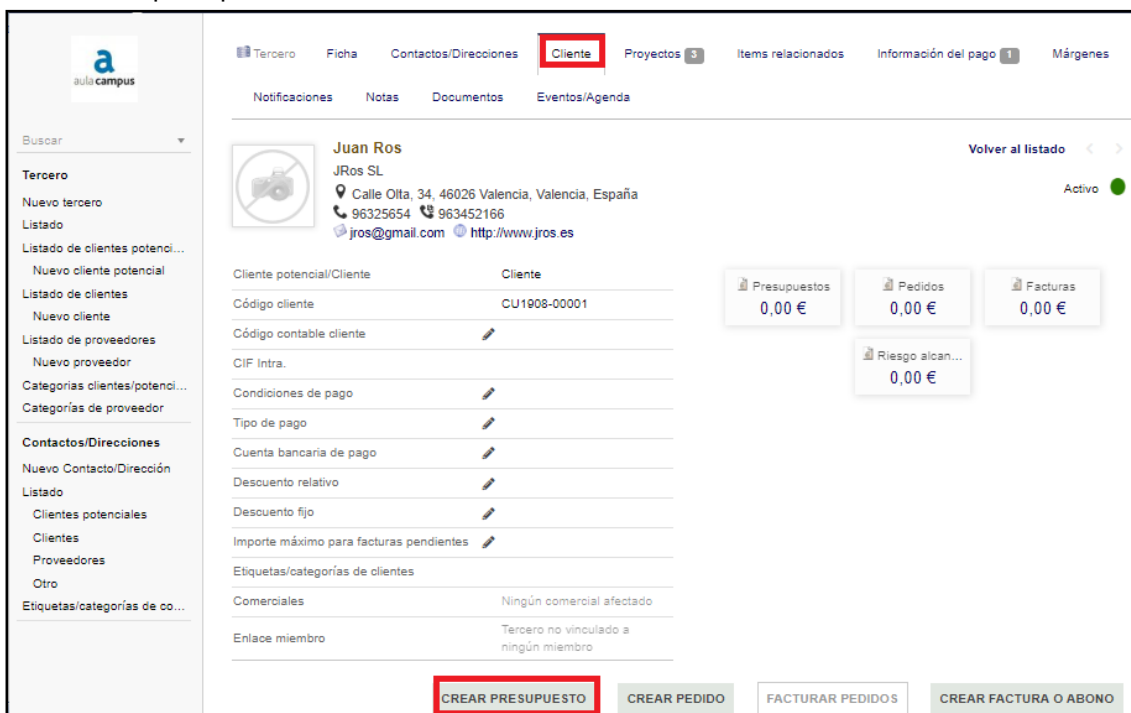 a
aulacampus
Tercero Ficha Contactos/Direcciones Cliente Proyectos 3 Items relacionados Información del pago 1 Márgenes
Notificaciones Notas Documentos Eventos/Agenda
Buscar
Tercero
Nuevo tercero
Listado
Listado de clientes potenci...
Nuevo cliente potencial
Listado de clientes
Nuevo cliente
Listado de proveedores
Nuevo proveedor
Categorias clientes/potenci...
Categorías de proveedor
Contactos/Direcciones
Nuevo Contacto/Dirección
Listado
Clientes potenciales
Clientes
Proveedores
Otro
Etiquetas/categorías de co...
Juan Ros
JRos SL
Calle Olta, 34, 46026 Valencia, Valencia, España
96325654 963452166
jros@gmail.com http://www.jros.es
Volver al listado
Activo
Cliente potencial/Cliente Cliente
Código cliente CU1908-00001
Código contable cliente
CIF Intra.
Condiciones de pago
Tipo de pago
Cuenta bancaria de pago
Descuento relativo
Descuento fijo
Importe máximo para facturas pendientes
Etiquetas/categorías de clientes
Comerciales Ningún comercial afectado
Enlace miembro Tercero no vinculado a
ningún miembro
Presupuestos Pedidos Facturas
0,00 € 0,00 € 0,00 €
Riesgo alcan...
0,00 €
CREAR PRESUPUESTO CREAR PEDIDO FACTURAR PEDIDOS CREAR FACTURA O ABONO